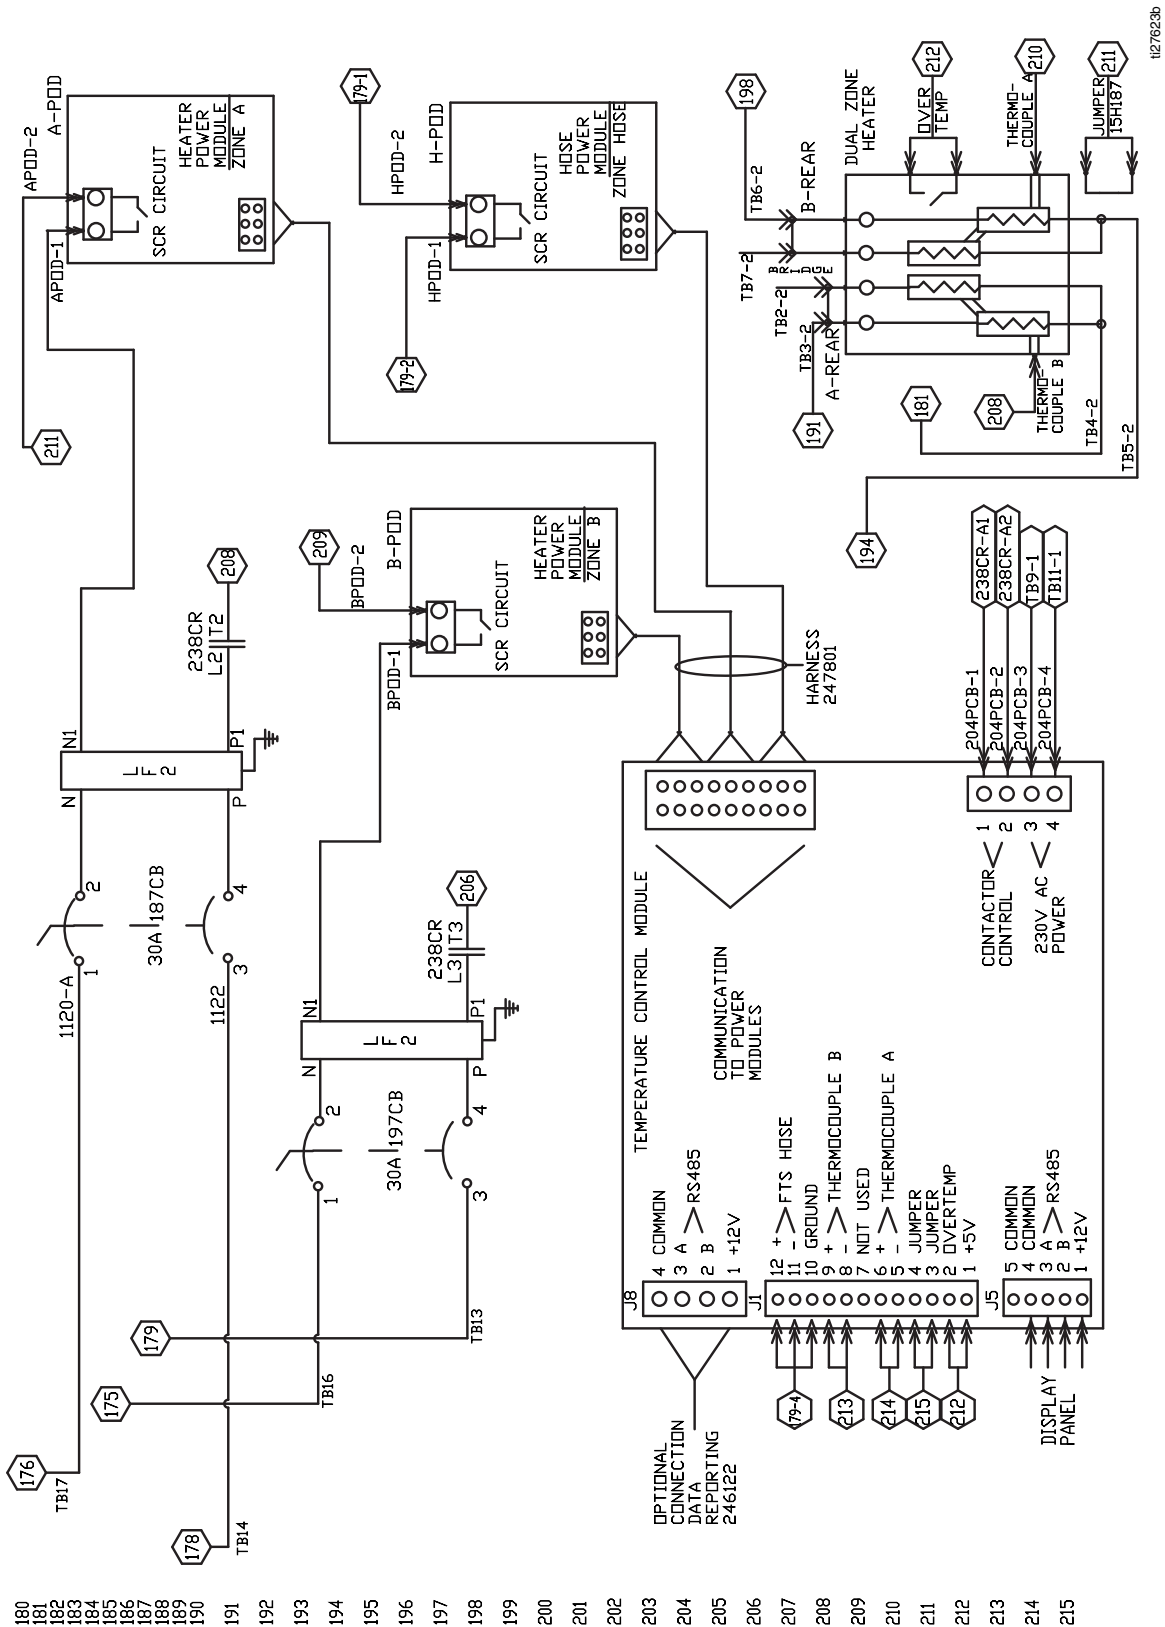 180
181
182
183
184
185
186
187
188
189
190
191
192
193
194
195
196
197
198
199
200
201
202
203
204
205
206
207
208
209
210
211
212
213
214
215
176
TB17
178
TB14
175
TB16
179
TB13
1120-A
1
2
30A 187CB
1122
3
4
N
N1
LF2
P
P1
238CR
L2 T2
208
1
2
30A 197CB
3
4
N
N1
LF2
P
P1
238CR
L3 T3
206
211
APOD-2
APOD-1
A-POD
SCR CIRCUIT
HEATER
POWER
MODULE
ZONE A
209
BPOD-2
BPOD-1
B-POD
SCR CIRCUIT
HEATER
POWER
MODULE
ZONE B
179-1
HPOD-2
179-2
HPOD-1
H-POD
SCR CIRCUIT
HOSE
POWER
MODULE
ZONE HOSE
HARNESS
247801
TEMPERATURE CONTROL MODULE
COMMUNICATION
TO POWER
MODULES
OPTIONAL
CONNECTION
DATA
REPORTING
246122
J8
4 COMMON
3 A
2 B
RS485
1 +12V
J1
12 +
11 -
FTS HOSE
10 GROUND
9 +
8 -
THERMOCOUPLE B
7 NOT USED
6 +
5 -
THERMOCOUPLE A
4 JUMPER
3 JUMPER
2 OVERTEMP
1 +5V
179-4
213
214
215
212
J5
5 COMMON
4 COMMON
3 A
2 B
RS485
1 +12V
DISPLAY
PANEL
CONTACTOR
CONTROL
1
2
230V AC
POWER
3
4
204PCB-1
204PCB-2
204PCB-3
204PCB-4
238CR-A1
238CR-A2
TB9-1
TB11-1
198
TB6-2
B-REAR
TB7-2
BRIDGE
TB2-2
TB3-2
A-REAR
191
DUAL ZONE
HEATER
212
OVER
TEMP
210
THERMO-
COUPLE A
211
JUMPER
15H187
181
208
THERMO-
COUPLE B
TB4-2
TB5-2
194
ti27623b